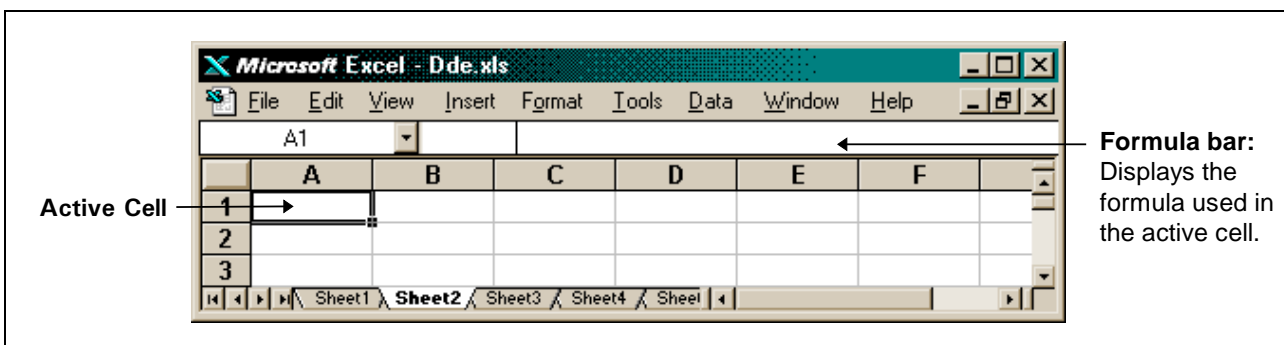 Microsoft Excel - Dde.xls
File Edit View Insert Format Tools Data Window Help
A1
A B C D E F
1
2
3
Sheet1 Sheet2 Sheet3 Sheet4 Sheel
Active Cell
Formula bar:
Displays the
formula used in
the active cell.